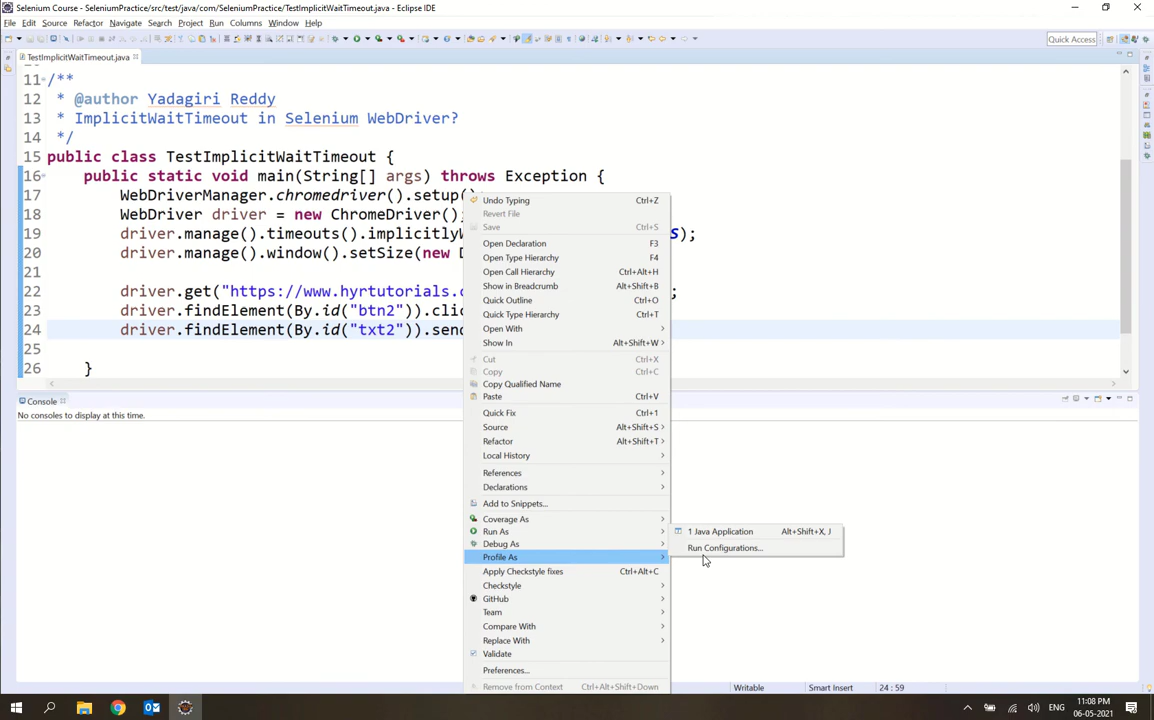 Selenium Course - SeleniumPractice/src/test/java/com/SeleniumPractice/TestImplicitWaitTimeout.java - Eclipse IDE
File Edit Source Refactor Navigate Search Project Run Columns Window Help
Quick Access
TestImplicitWaitTimeout.java
11 /**
12 * @author Yadagiri Reddy
13 * ImplicitWaitTimeout in Selenium WebDriver?
14 */
15 public class TestImplicitWaitTimeout {
16 public static void main(String[] args) throws Exception {
17 WebDriverManager.chromedriver().setup();
18 WebDriver driver = new ChromeDriver();
19 driver.manage().timeouts().implicitlyW S);
20 driver.manage().window().setSize(new D
21
22 driver.get("https://www.hyrtutorials.c ;
23 driver.findElement(By.id("btn2")).clic
24 driver.findElement(By.id("txt2")).send
25
26 }
Console
No consoles to display at this time.
Undo Typing Ctrl+Z
Revert File
Save Ctrl+S
Open Declaration F3
Open Type Hierarchy F4
Open Call Hierarchy Ctrl+Alt+H
Show in Breadcrumb Alt+Shift+B
Quick Outline Ctrl+O
Quick Type Hierarchy Ctrl+T
Open With
Show In Alt+Shift+W
Cut Ctrl+X
Copy Ctrl+C
Copy Qualified Name
Paste Ctrl+V
Quick Fix Ctrl+1
Source Alt+Shift+S
Refactor Alt+Shift+T
Local History
References
Declarations
Add to Snippets...
Coverage As
Run As
Debug As
Profile As
Apply Checkstyle fixes Ctrl+Alt+C
Checkstyle
GitHub
Team
Compare With
Replace With
Validate
Preferences...
Remove from Context Ctrl+Alt+Shift+Down
1 Java Application Alt+Shift+X, J
Run Configurations...
Writable Smart Insert 24 : 59
ENG
11:08 PM
06-05-2021